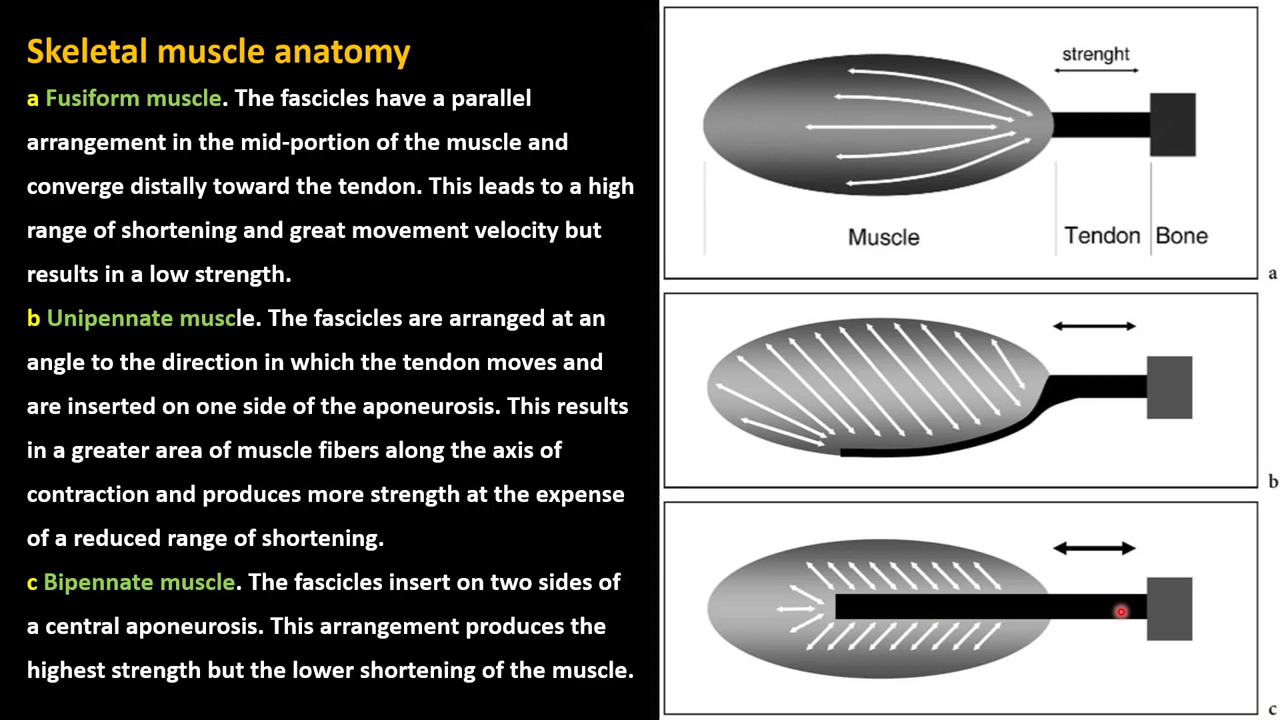 Skeletal muscle anatomy
a Fusiform muscle. The fascicles have a parallel
arrangement in the mid-portion of the muscle and
converge distally toward the tendon. This leads to a high
range of shortening and great movement velocity but
results in a low strength.
b Unipennate muscle. The fascicles are arranged at an
angle to the direction in which the tendon moves and
are inserted on one side of the aponeurosis. This results
in a greater area of muscle fibers along the axis of
contraction and produces more strength at the expense
of a reduced range of shortening.
c Bipennate muscle. The fascicles insert on two sides of
a central aponeurosis. This arrangement produces the
highest strength but the lower shortening of the muscle.
strenght
Muscle
Tendon
Bone
a
b
c